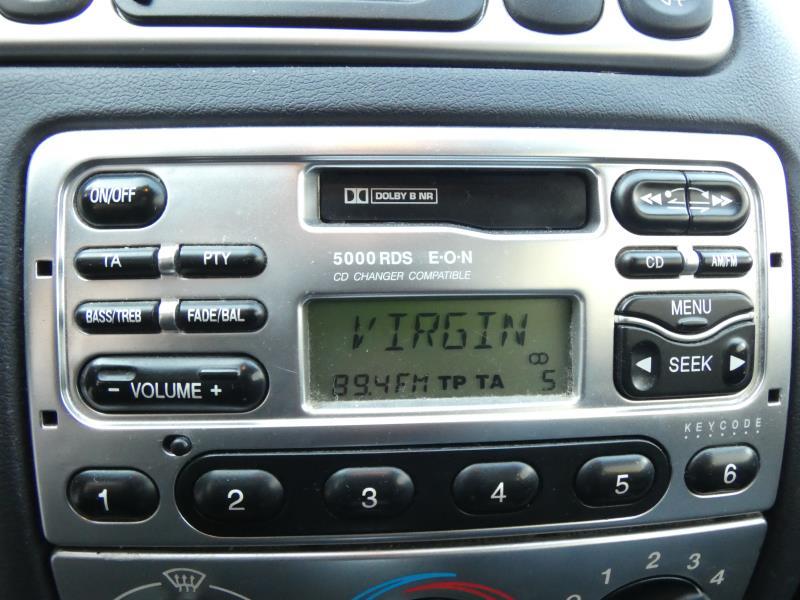 ON/OFF
DOLBY B NR
TA PTY
5000 RDS E·O·N
CD AM/FM
CD CHANGER COMPATIBLE
BASS/TREB FADE/BAL
MENU
VIRGIN
SEEK
- VOLUME +
89.4FM TP TA 5
KEYCODE
1 2 3 4 5 6
1 2 3 4